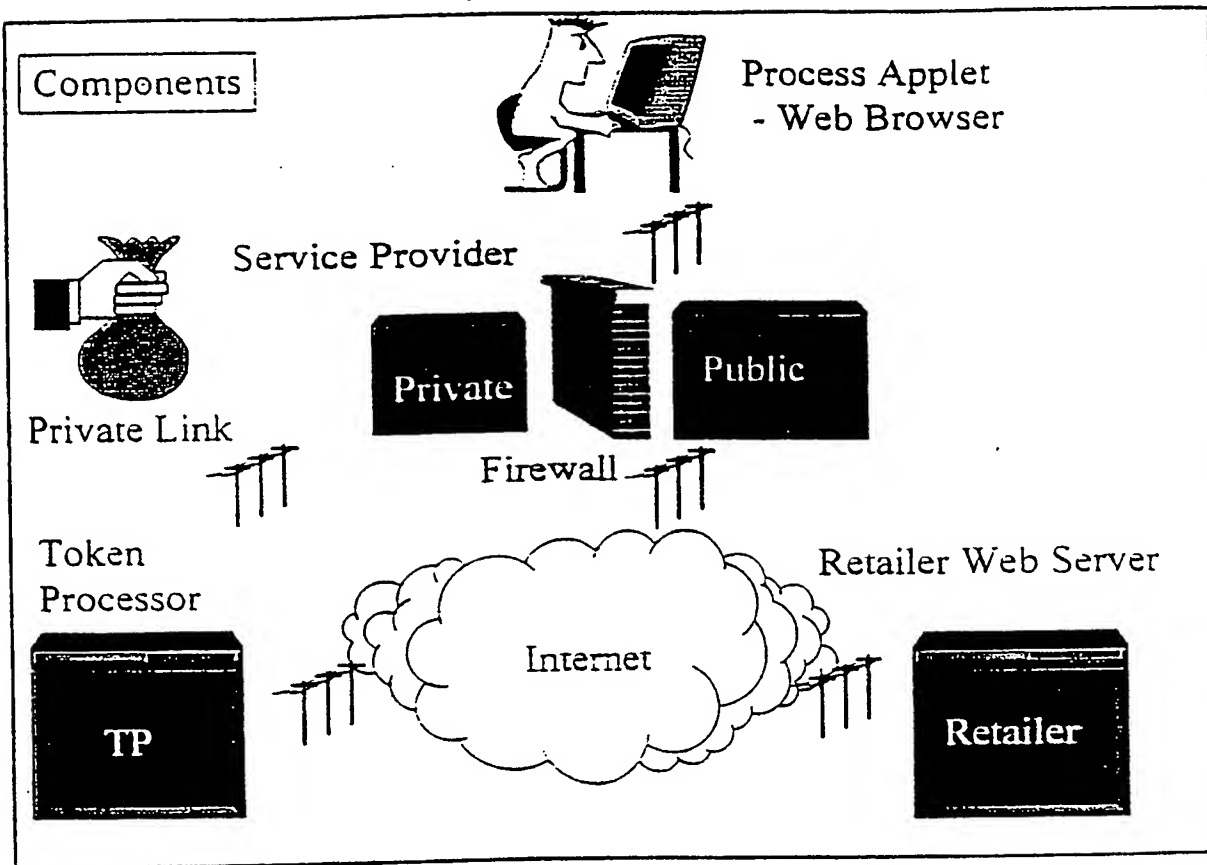 Components
Process Applet
- Web Browser
Service Provider
Private
Public
Private Link
Firewall
Token
Processor
Retailer Web Server
Internet
TP
Retailer